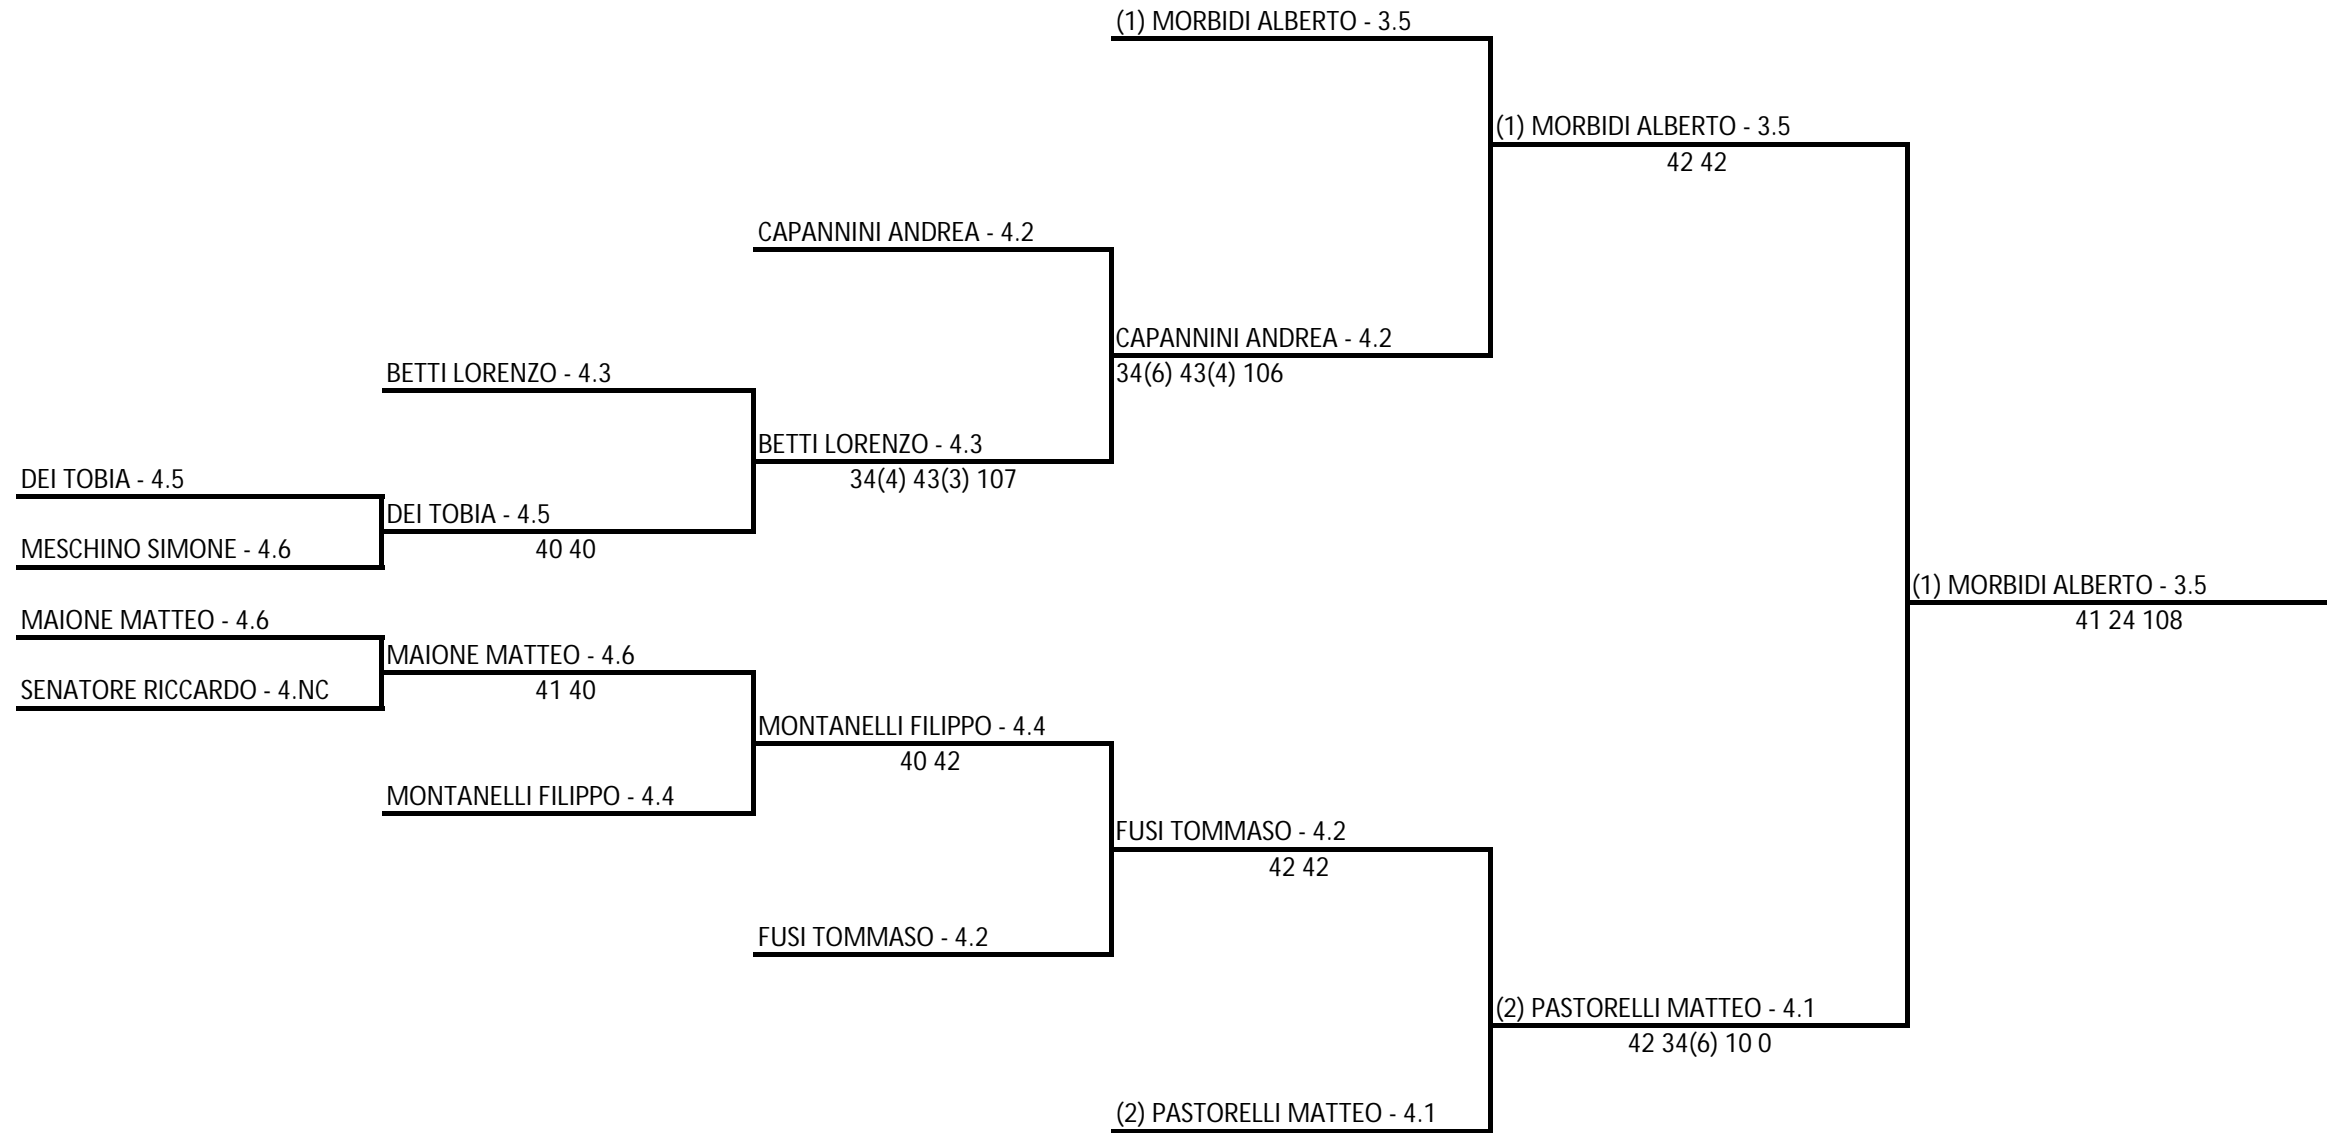 (1) MORBIDI ALBERTO - 3.5
(1) MORBIDI ALBERTO - 3.5
42 42
CAPANNINI ANDREA - 4.2
CAPANNINI ANDREA - 4.2
34(6) 43(4) 106
BETTI LORENZO - 4.3
BETTI LORENZO - 4.3
34(4) 43(3) 107
DEI TOBIA - 4.5
DEI TOBIA - 4.5
40 40
MESCHINO SIMONE - 4.6
(1) MORBIDI ALBERTO - 3.5
41 24 108
MAIONE MATTEO - 4.6
MAIONE MATTEO - 4.6
41 40
SENATORE RICCARDO - 4.NC
MONTANELLI FILIPPO - 4.4
40 42
MONTANELLI FILIPPO - 4.4
FUSI TOMMASO - 4.2
42 42
FUSI TOMMASO - 4.2
(2) PASTORELLI MATTEO - 4.1
42 34(6) 10 0
(2) PASTORELLI MATTEO - 4.1